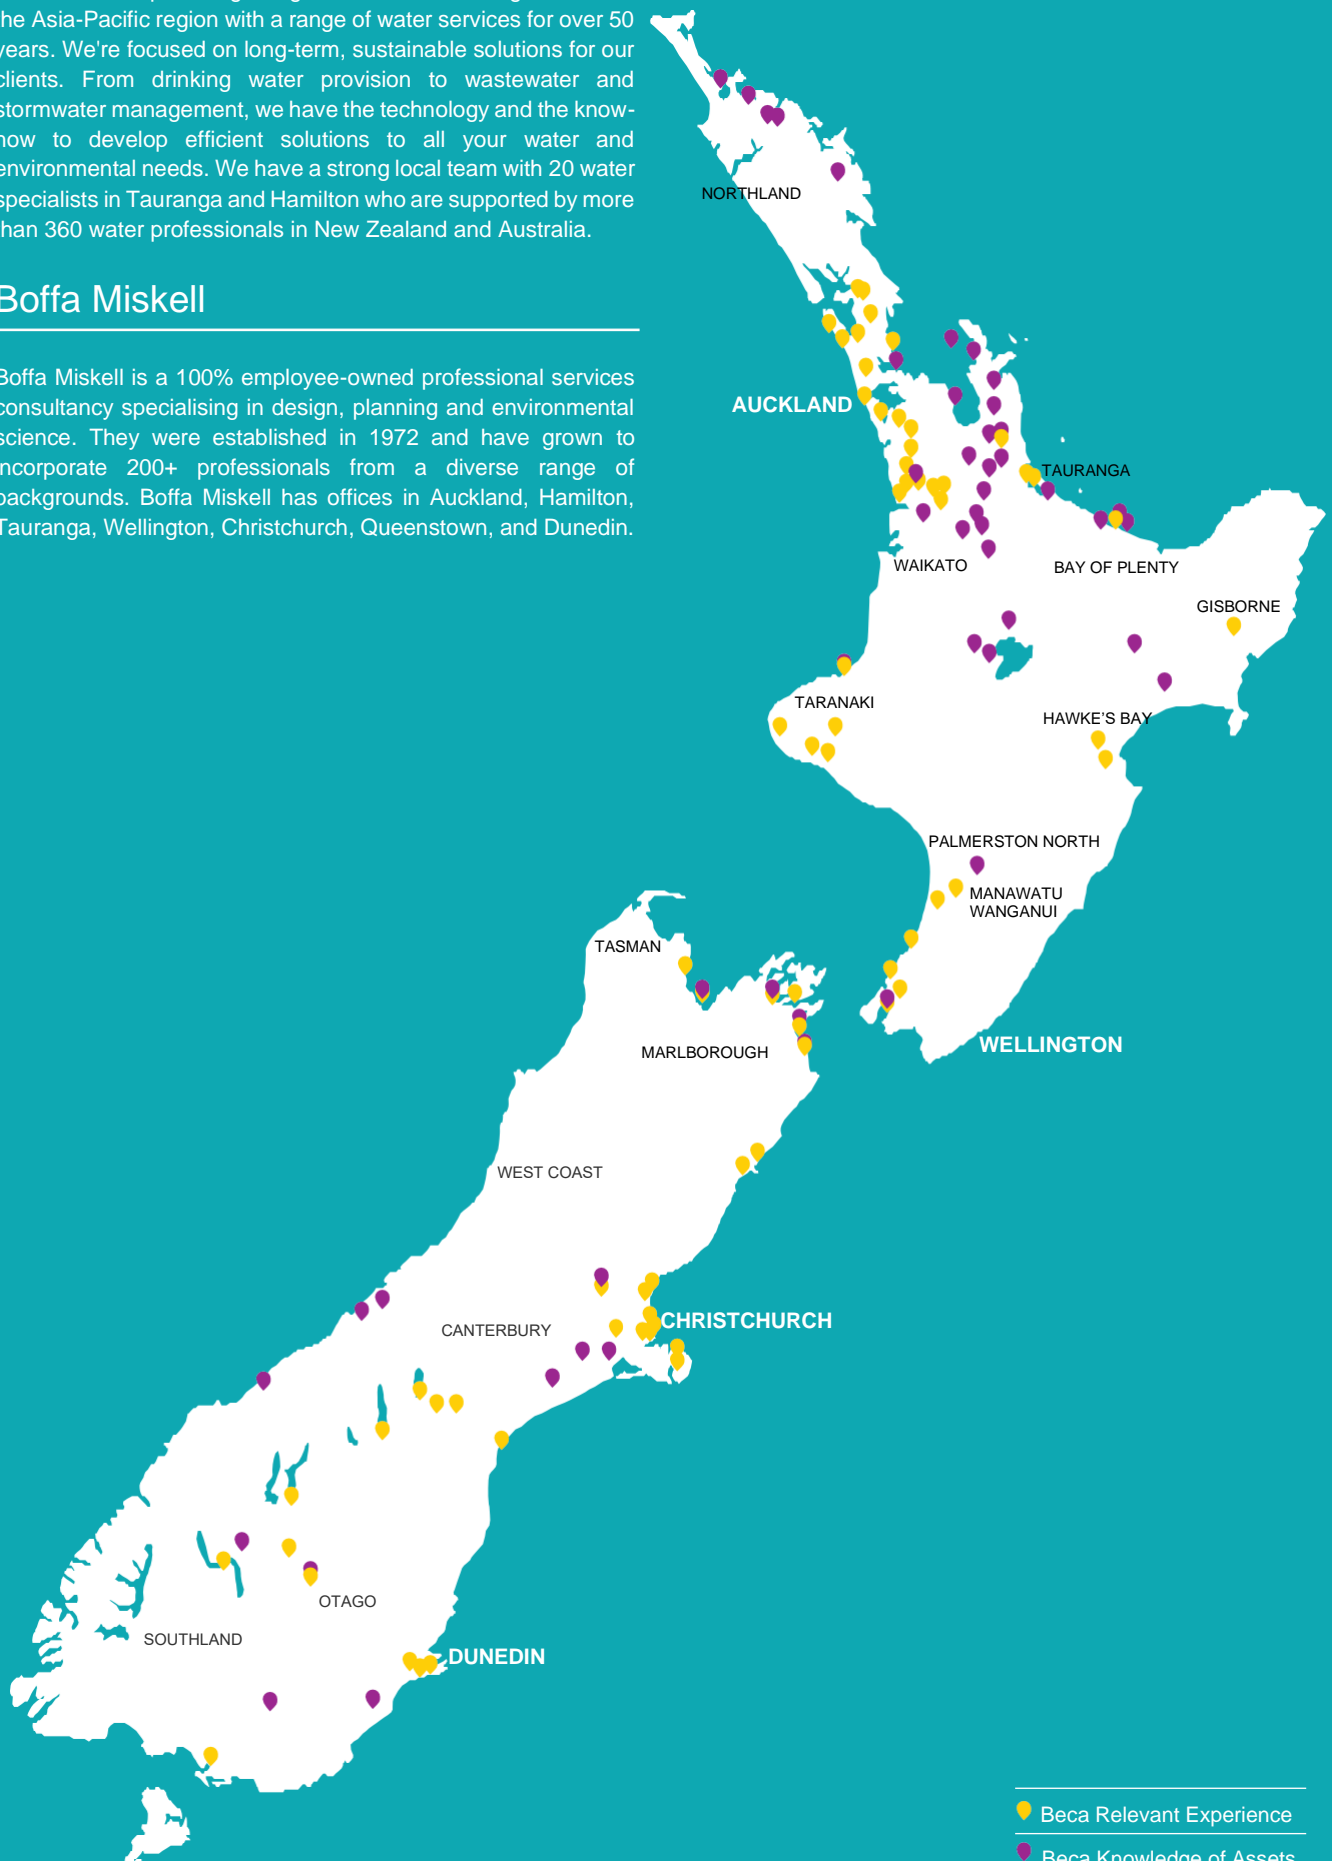 the Asia-Pacific region with a range of water services for over 50
years. We're focused on long-term, sustainable solutions for our
clients. From drinking water provision to wastewater and
stormwater management, we have the technology and the know-
how to develop efficient solutions to all your water and
environmental needs. We have a strong local team with 20 water
specialists in Tauranga and Hamilton who are supported by more
than 360 water professionals in New Zealand and Australia.
Boffa Miskell
Boffa Miskell is a 100% employee-owned professional services
consultancy specialising in design, planning and environmental
science. They were established in 1972 and have grown to
incorporate 200+ professionals from a diverse range of
backgrounds. Boffa Miskell has offices in Auckland, Hamilton,
Tauranga, Wellington, Christchurch, Queenstown, and Dunedin.
NORTHLAND
AUCKLAND
TAURANGA
WAIKATO
BAY OF PLENTY
GISBORNE
TARANAKI
HAWKE'S BAY
PALMERSTON NORTH
MANAWATU
WANGANUI
TASMAN
WELLINGTON
MARLBOROUGH
WEST COAST
CHRISTCHURCH
CANTERBURY
OTAGO
SOUTHLAND
DUNEDIN
Beca Relevant Experience
Beca Knowledge of Assets